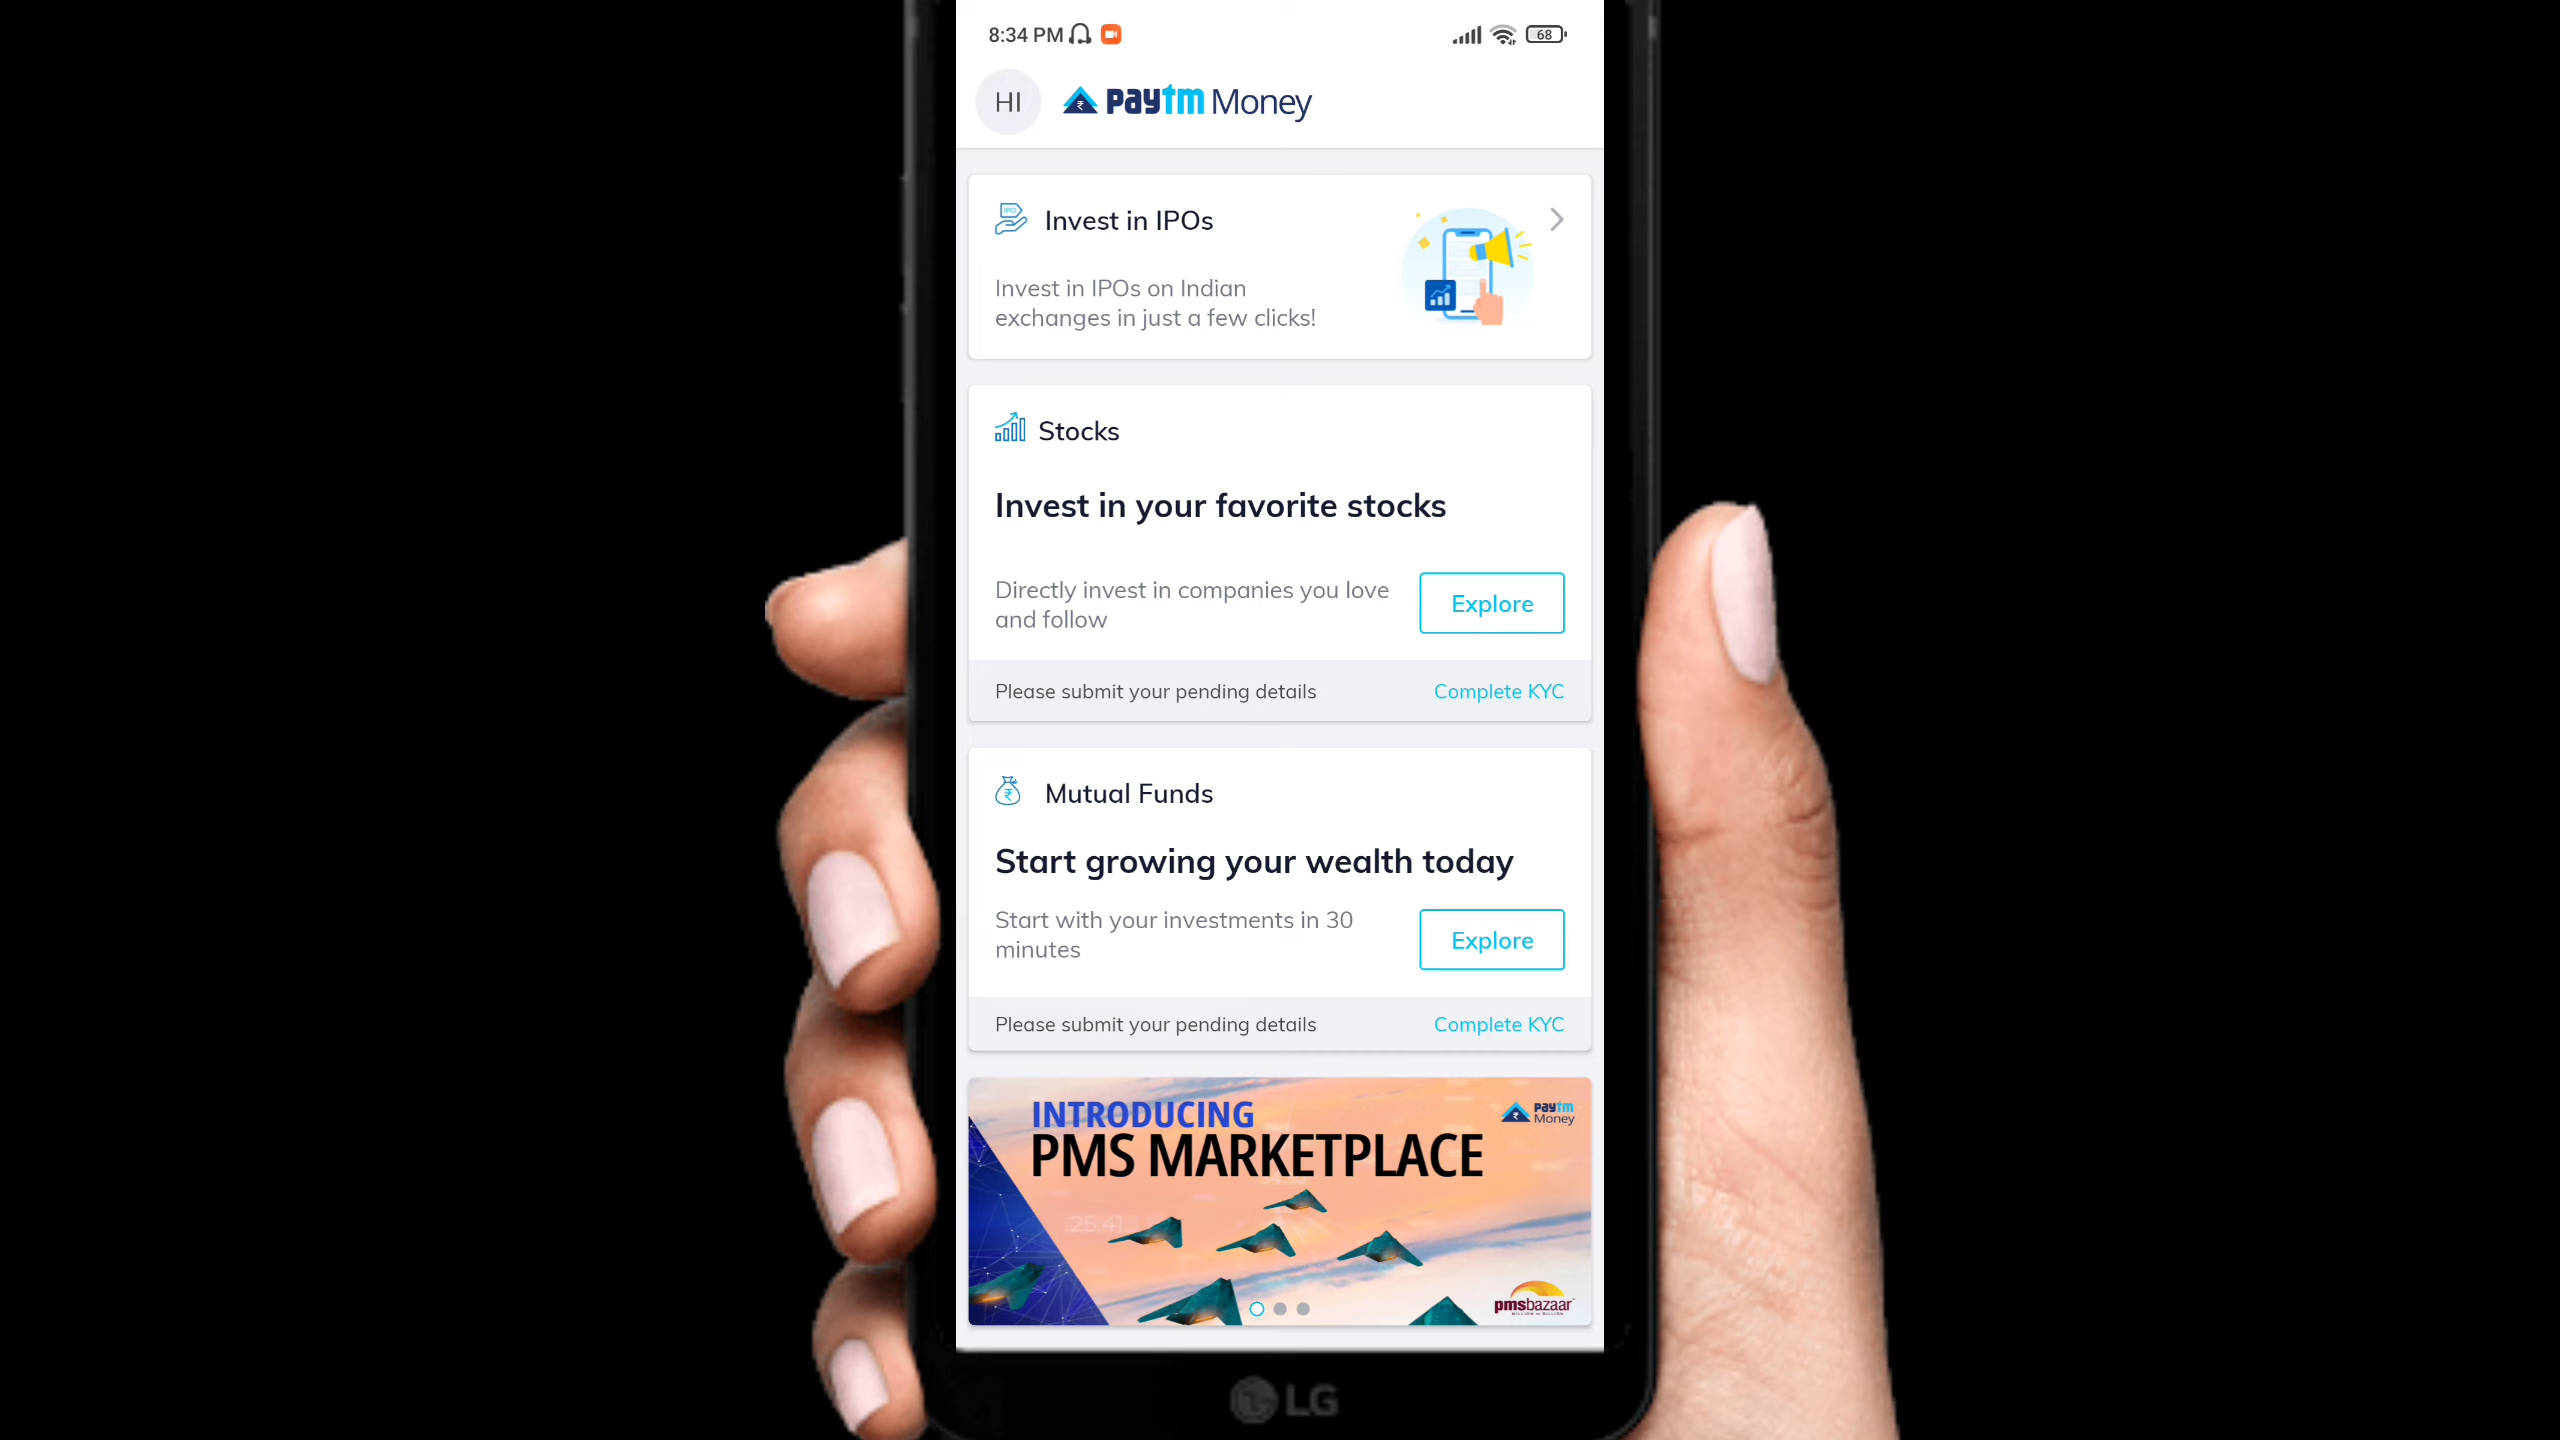 8:34 PM
68
HI
paytm Money
IPO
Invest in IPOs
Invest in IPOs on Indian
exchanges in just a few clicks!
Stocks
Invest in your favorite stocks
Directly invest in companies you love
and follow
Explore
Please submit your pending details
Complete KYC
Mutual Funds
Start growing your wealth today
Start with your investments in 30
minutes
Explore
Please submit your pending details
Complete KYC
INTRODUCING
PMS MARKETPLACE
paytm
Money
25.41
pmsbazaar
LG